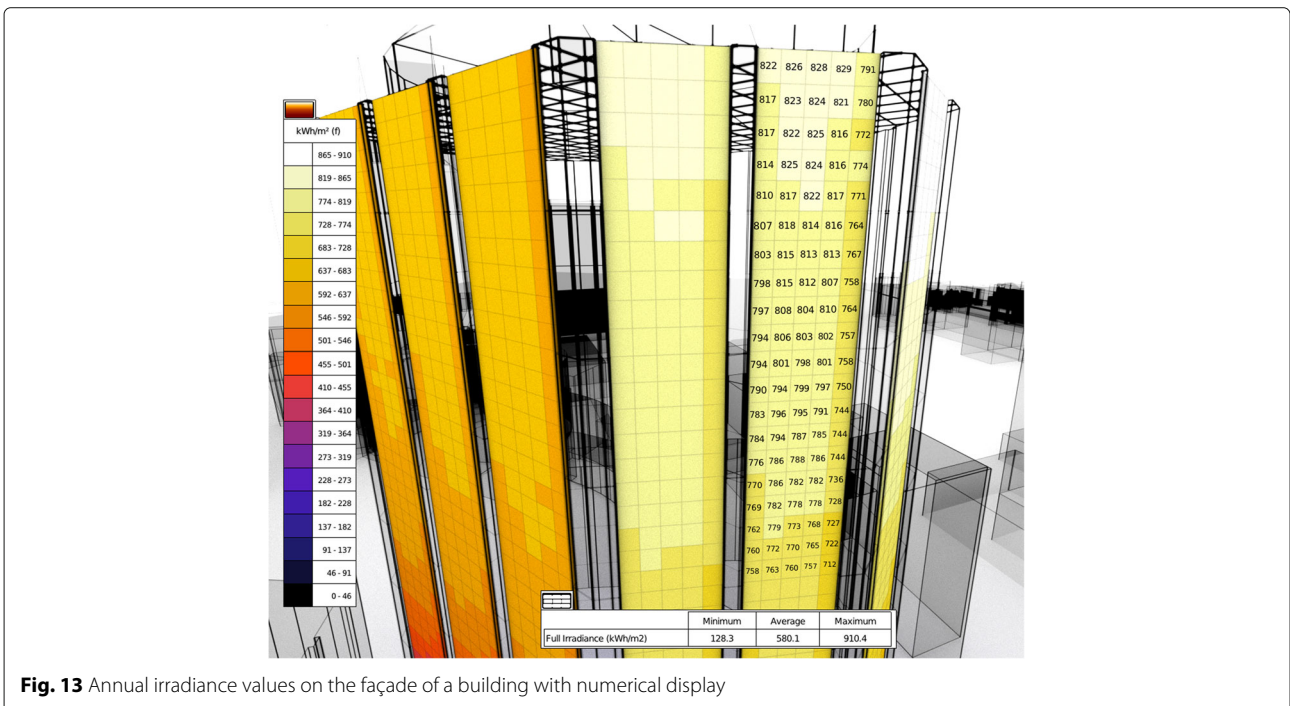 kWh/m² (f)
865 - 910
819 - 865
774 - 819
728 - 774
683 - 728
637 - 683
592 - 637
546 - 592
501 - 546
455 - 501
410 - 455
364 - 410
319 - 364
273 - 319
228 - 273
182 - 228
137 - 182
91 - 137
46 - 91
0 - 46
822 826 828 829 791
817 823 824 821 780
817 822 825 816 772
814 825 824 816 774
810 817 822 817 771
807 818 814 816 764
803 815 813 813 767
798 815 812 807 758
797 808 804 810 764
794 806 803 802 757
794 801 798 801 758
790 794 799 797 750
783 796 795 791 744
784 794 787 785 744
776 786 788 786 744
770 786 782 782 736
769 782 778 778 728
762 779 773 768 727
760 772 770 765 722
758 763 760 757 712
Minimum Average Maximum
Full Irradiance (kWh/m2) 128.3 580.1 910.4
Fig. 13 Annual irradiance values on the façade of a building with numerical display